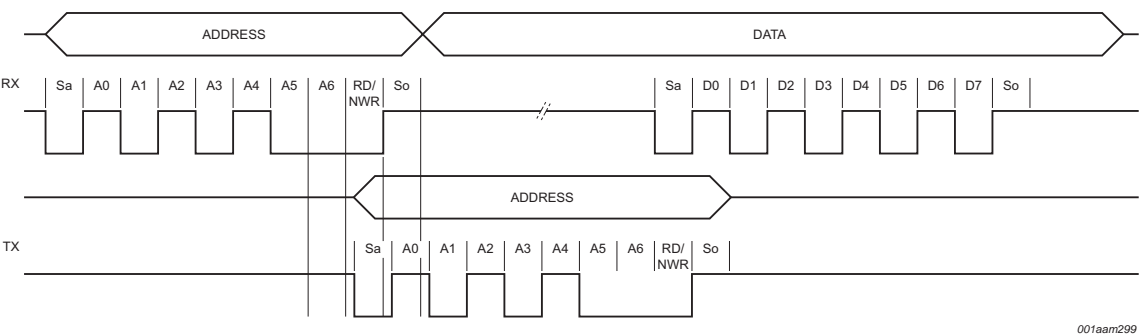 ADDRESS DATA
RX Sa A0 A1 A2 A3 A4 A5 A6 RD/ So Sa D0 D1 D2 D3 D4 D5 D6 D7 So
NWR
ADDRESS
TX Sa A0 A1 A2 A3 A4 A5 A6 RD/ So
NWR
001aam299